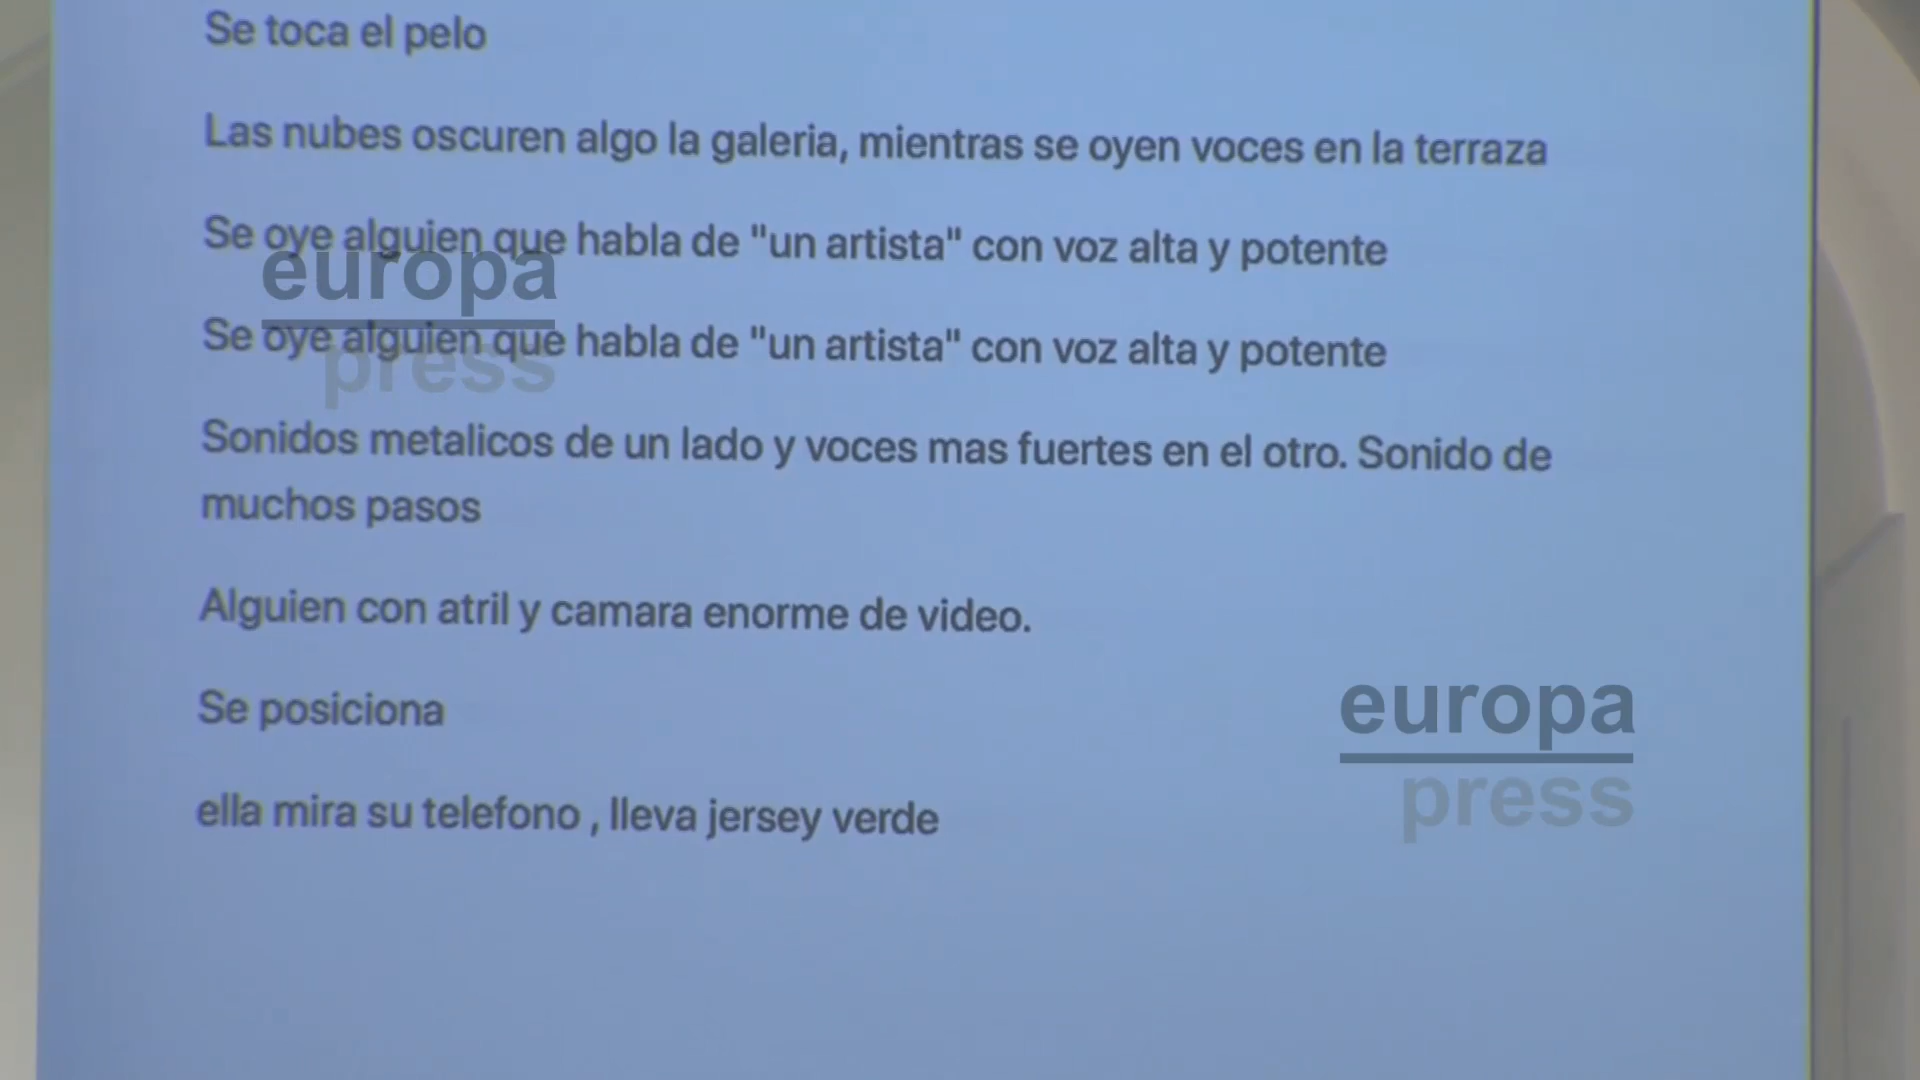 Se toca el pelo
Las nubes oscuren algo la galeria, mientras se oyen voces en la terraza
Se oye alguien que habla de "un artista" con voz alta y potente
europa
press
Se oye alguien que habla de "un artista" con voz alta y potente
Sonidos metalicos de un lado y voces mas fuertes en el otro. Sonido de
muchos pasos
Alguien con atril y camara enorme de video.
Se posiciona
europa
press
ella mira su telefono , lleva jersey verde